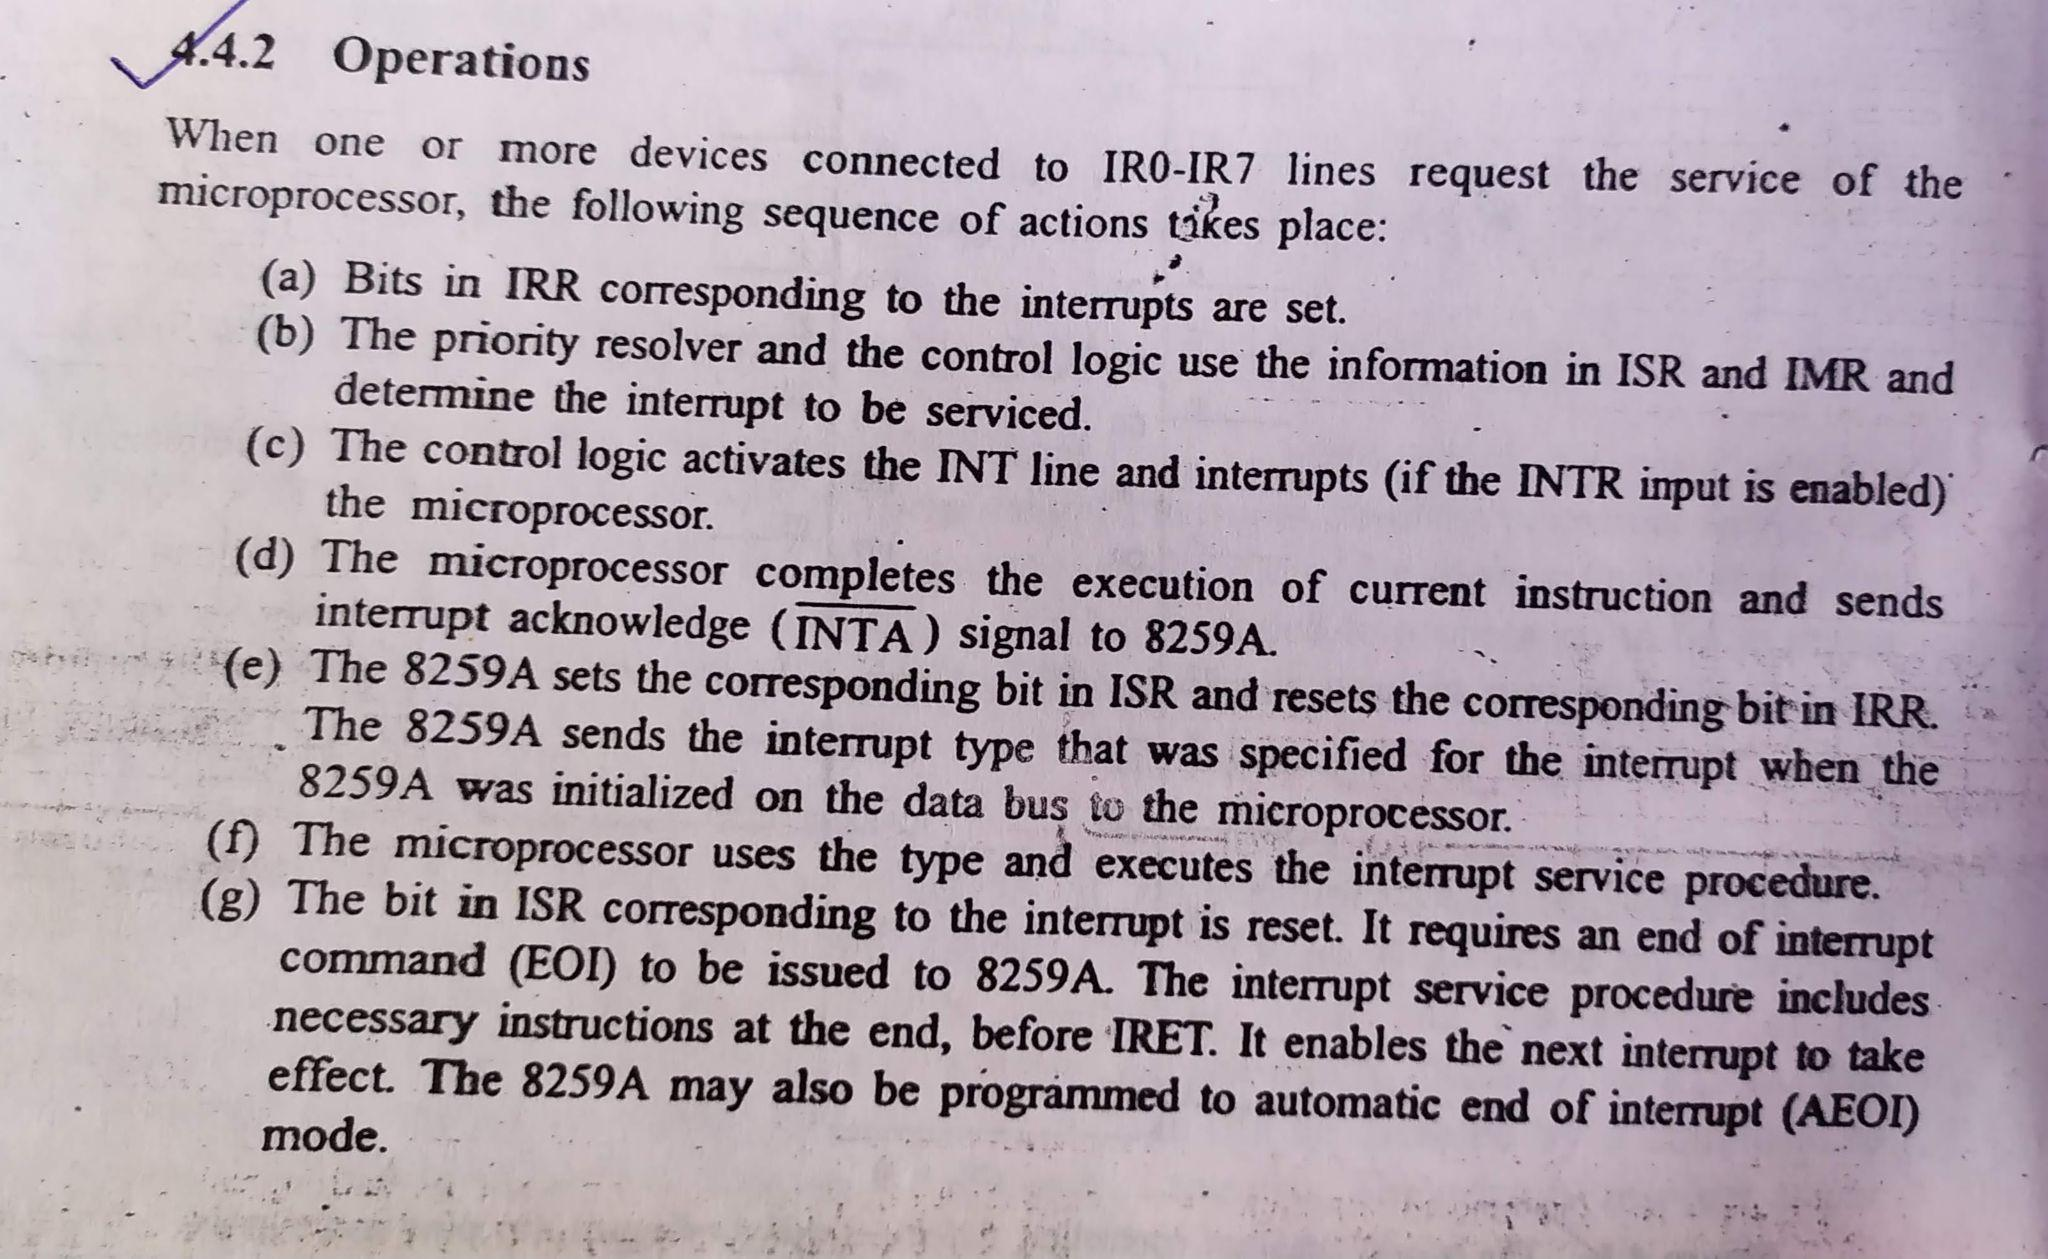 4.4.2 Operations
When one or more devices connected to IR0-IR7 lines request the service of the
microprocessor, the following sequence of actions takes place:
(a) Bits in IRR corresponding to the interrupts are set.
(b) The priority resolver and the control logic use the information in ISR and IMR and
determine the interrupt to be serviced.
(c) The control logic activates the INT line and interrupts (if the INTR input is enabled)
the microprocessor.
(d) The microprocessor completes the execution of current instruction and sends
interrupt acknowledge (I̅N̅T̅A̅) signal to 8259A.
(e) The 8259A sets the corresponding bit in ISR and resets the corresponding bit in IRR.
The 8259A sends the interrupt type that was specified for the interrupt when the
8259A was initialized on the data bus to the microprocessor.
(f) The microprocessor uses the type and executes the interrupt service procedure.
(g) The bit in ISR corresponding to the interrupt is reset. It requires an end of interrupt
command (EOI) to be issued to 8259A. The interrupt service procedure includes
necessary instructions at the end, before IRET. It enables the next interrupt to take
effect. The 8259A may also be programmed to automatic end of interrupt (AEOI)
mode.